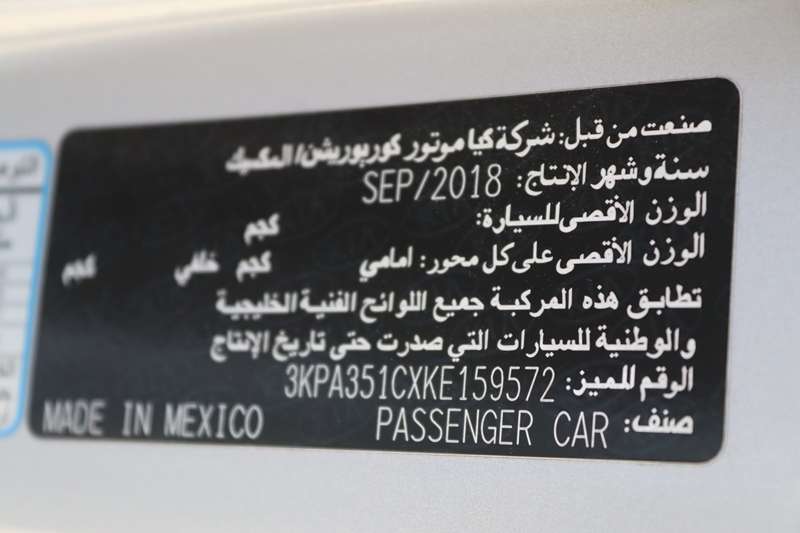 صنعت من قبل: شركة كيا موتور كوربوريشن/ المكسيك
سنة وشهر الإنتاج: SEP/2018
الوزن الأقصى للسيارة: كجم
الوزن الأقصى على كل محور: امامي كجم خلفي كجم
تطابق هذه المركبة جميع اللوائح الفنية الخليجية
والوطنية للسيارات التي صدرت حتى تاريخ الإنتاج
الوقم للميز: 3KPA351CXKE159572
صنف: PASSENGER CAR MADE IN MEXICO